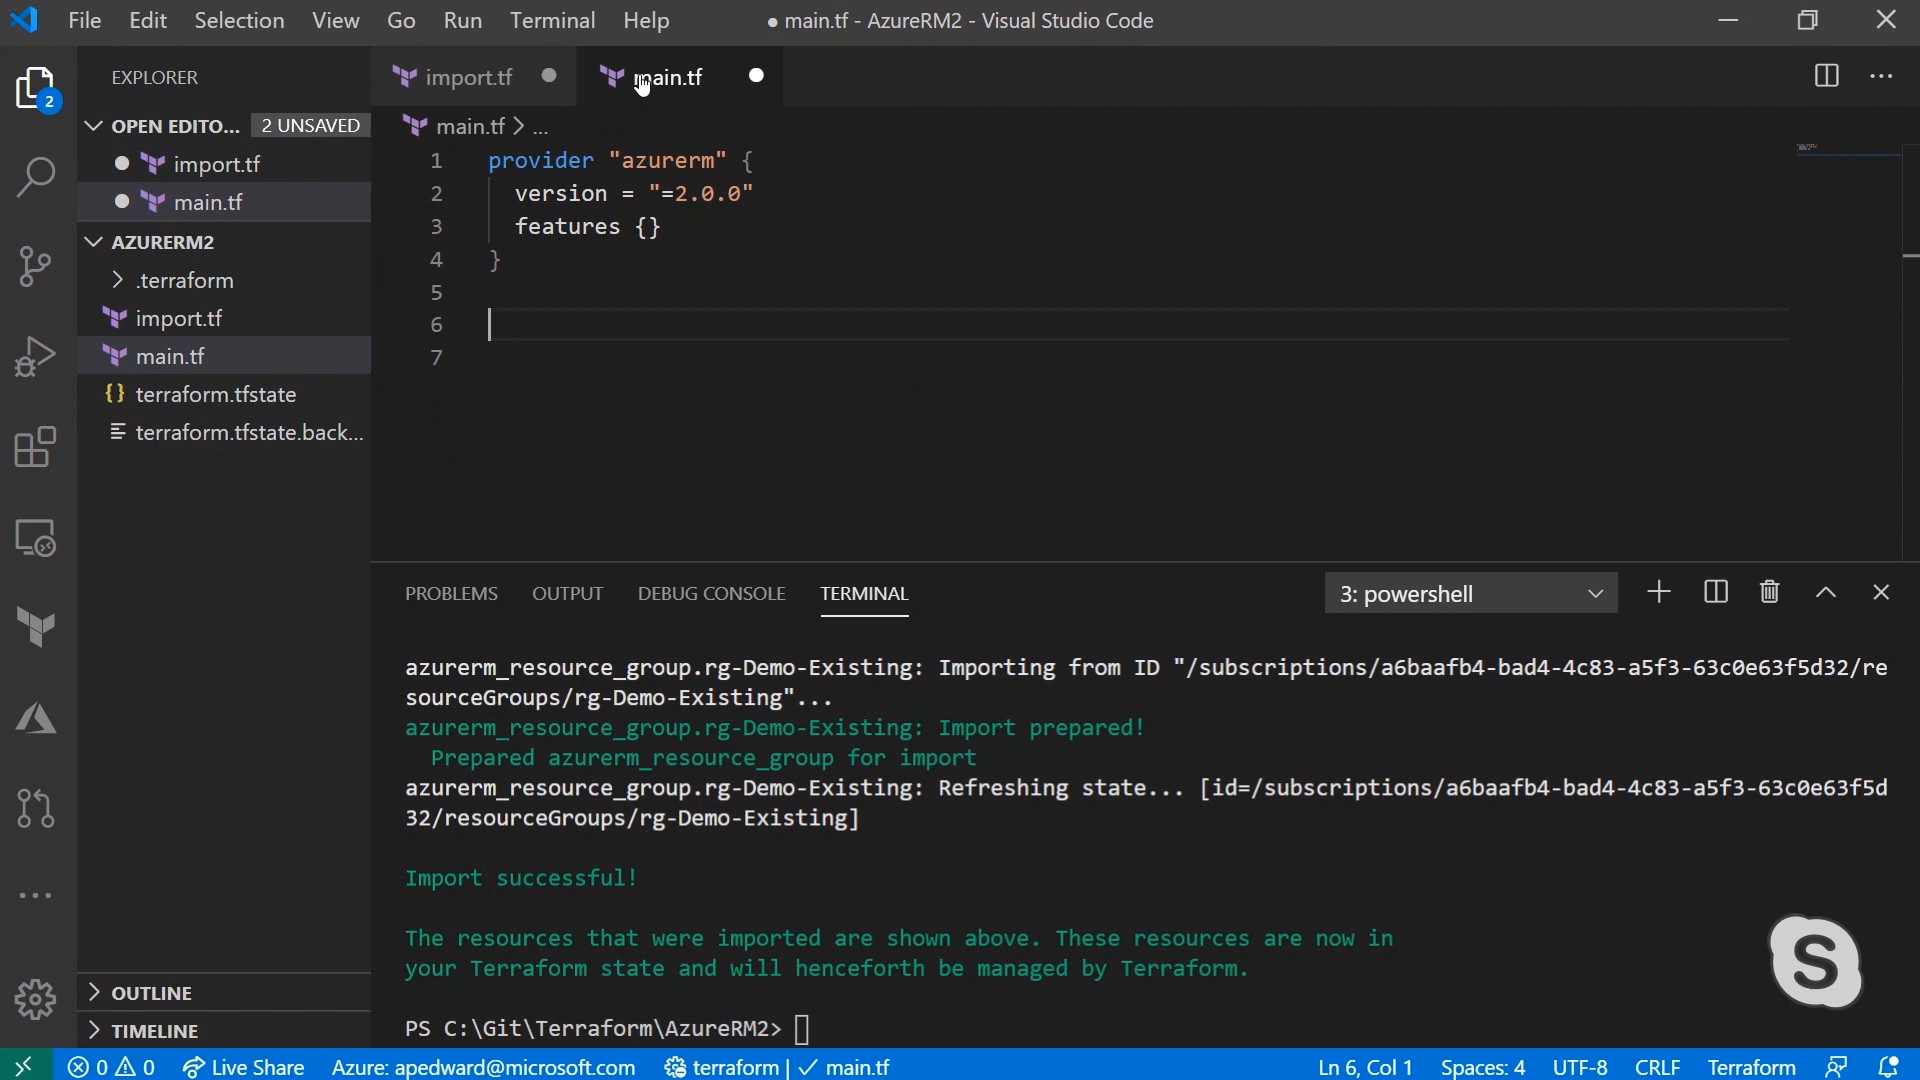 File Edit Selection View Go Run Terminal Help
● main.tf - AzureRM2 - Visual Studio Code
EXPLORER
2
OPEN EDITO... 2 UNSAVED
import.tf
main.tf
AZURERM2
.terraform
import.tf
main.tf
{} terraform.tfstate
terraform.tfstate.back...
OUTLINE
TIMELINE
import.tf
main.tf
main.tf > ...
1 provider "azurerm" {
2 version = "=2.0.0"
3 features {}
4 }
5
6
7
PROBLEMS OUTPUT DEBUG CONSOLE TERMINAL 3: powershell
azurerm_resource_group.rg-Demo-Existing: Importing from ID "/subscriptions/a6baafb4-bad4-4c83-a5f3-63c0e63f5d32/re
sourceGroups/rg-Demo-Existing"...
azurerm_resource_group.rg-Demo-Existing: Import prepared!
Prepared azurerm_resource_group for import
azurerm_resource_group.rg-Demo-Existing: Refreshing state... [id=/subscriptions/a6baafb4-bad4-4c83-a5f3-63c0e63f5d
32/resourceGroups/rg-Demo-Existing]
Import successful!
The resources that were imported are shown above. These resources are now in
your Terraform state and will henceforth be managed by Terraform.
PS C:\Git\Terraform\AzureRM2>
S
0 0 Live Share Azure: apedward@microsoft.com terraform | ✓ main.tf Ln 6, Col 1 Spaces: 4 UTF-8 CRLF Terraform